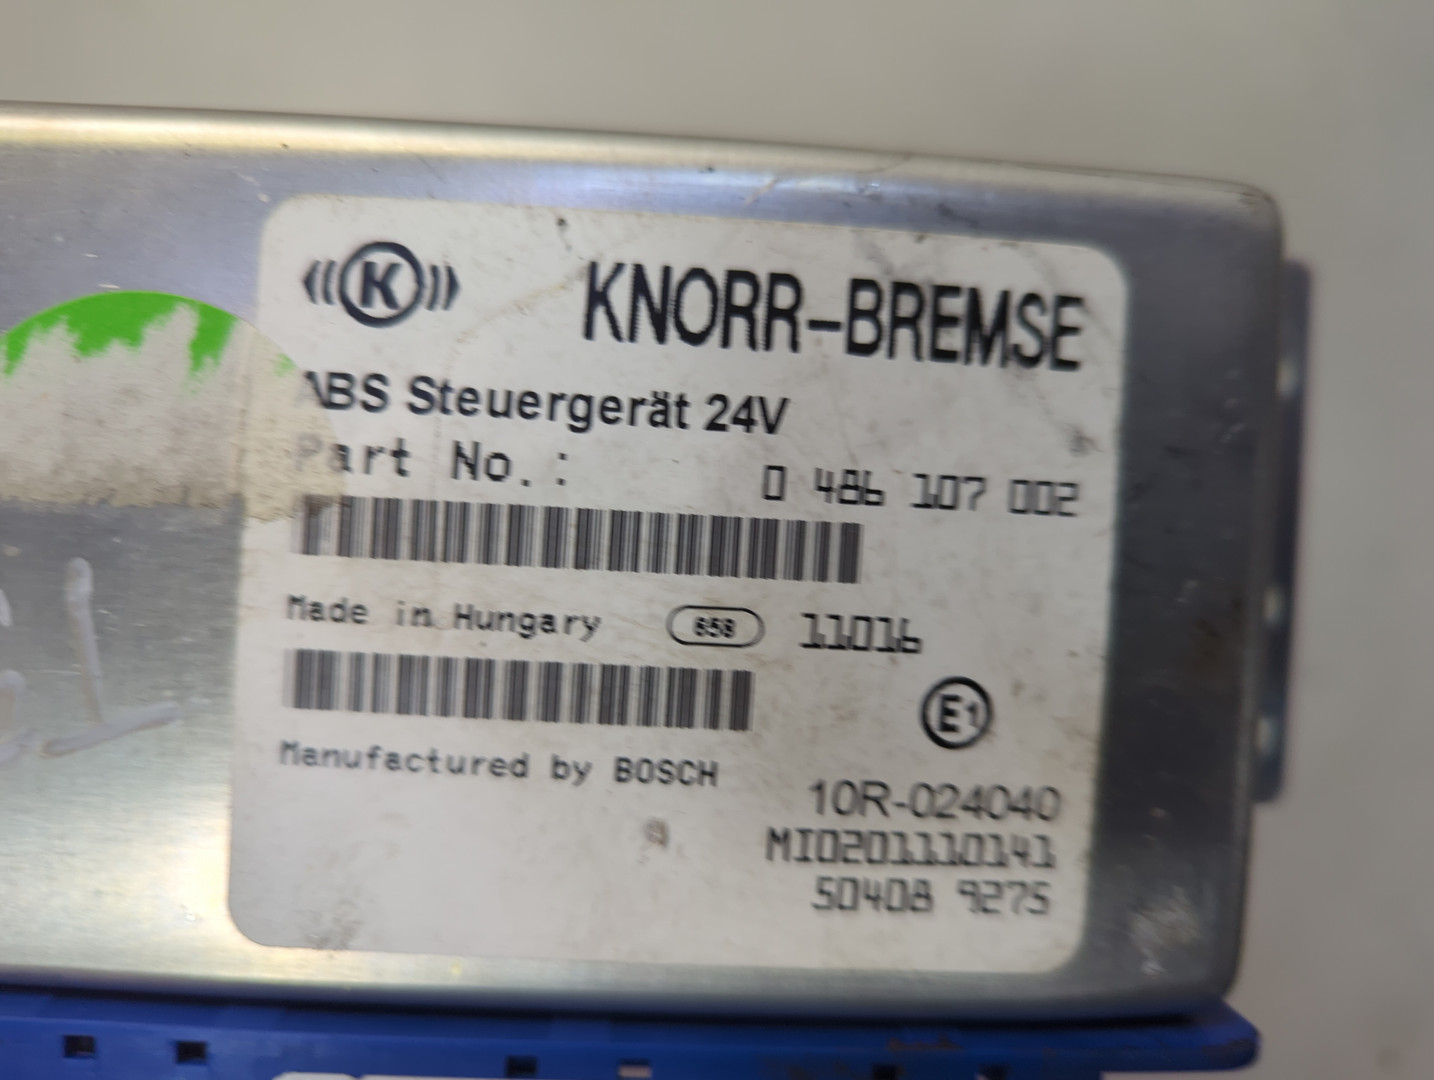 K KNORR-BREMSE
ABS Steuergerät 24V
Part No.: 0 486 107 002
Made in Hungary 658 11016
E1
Manufactured by BOSCH
10R-024040
MI0201110141
50408 9275